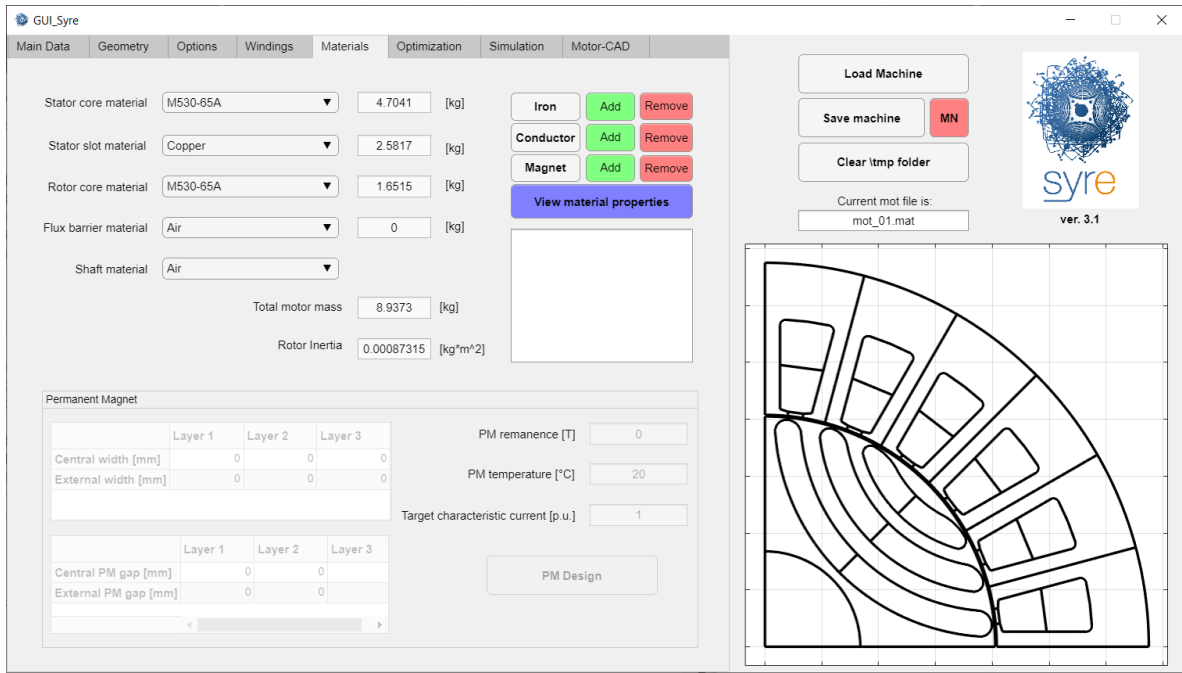 GUI_Syre
Main Data Geometry Options Windings Materials Optimization Simulation Motor-CAD
Stator core material M530-65A 4.7041 [kg]
Stator slot material Copper 2.5817 [kg]
Rotor core material M530-65A 1.6515 [kg]
Flux barrier material Air 0 [kg]
Shaft material Air
Total motor mass 8.9373 [kg]
Rotor Inertia 0.00087315 [kg*m^2]
Iron Add Remove
Conductor Add Remove
Magnet Add Remove
View material properties
Permanent Magnet
Layer 1 Layer 2 Layer 3
Central width [mm] 0 0 0
External width [mm] 0 0 0
Layer 1 Layer 2 Layer 3
Central PM gap [mm] 0 0
External PM gap [mm] 0 0
PM remanence [T] 0
PM temperature [°C] 20
Target characteristic current [p.u.] 1
PM Design
Load Machine
Save machine MN
Clear \tmp folder
Current mot file is:
mot_01.mat
syre
ver. 3.1